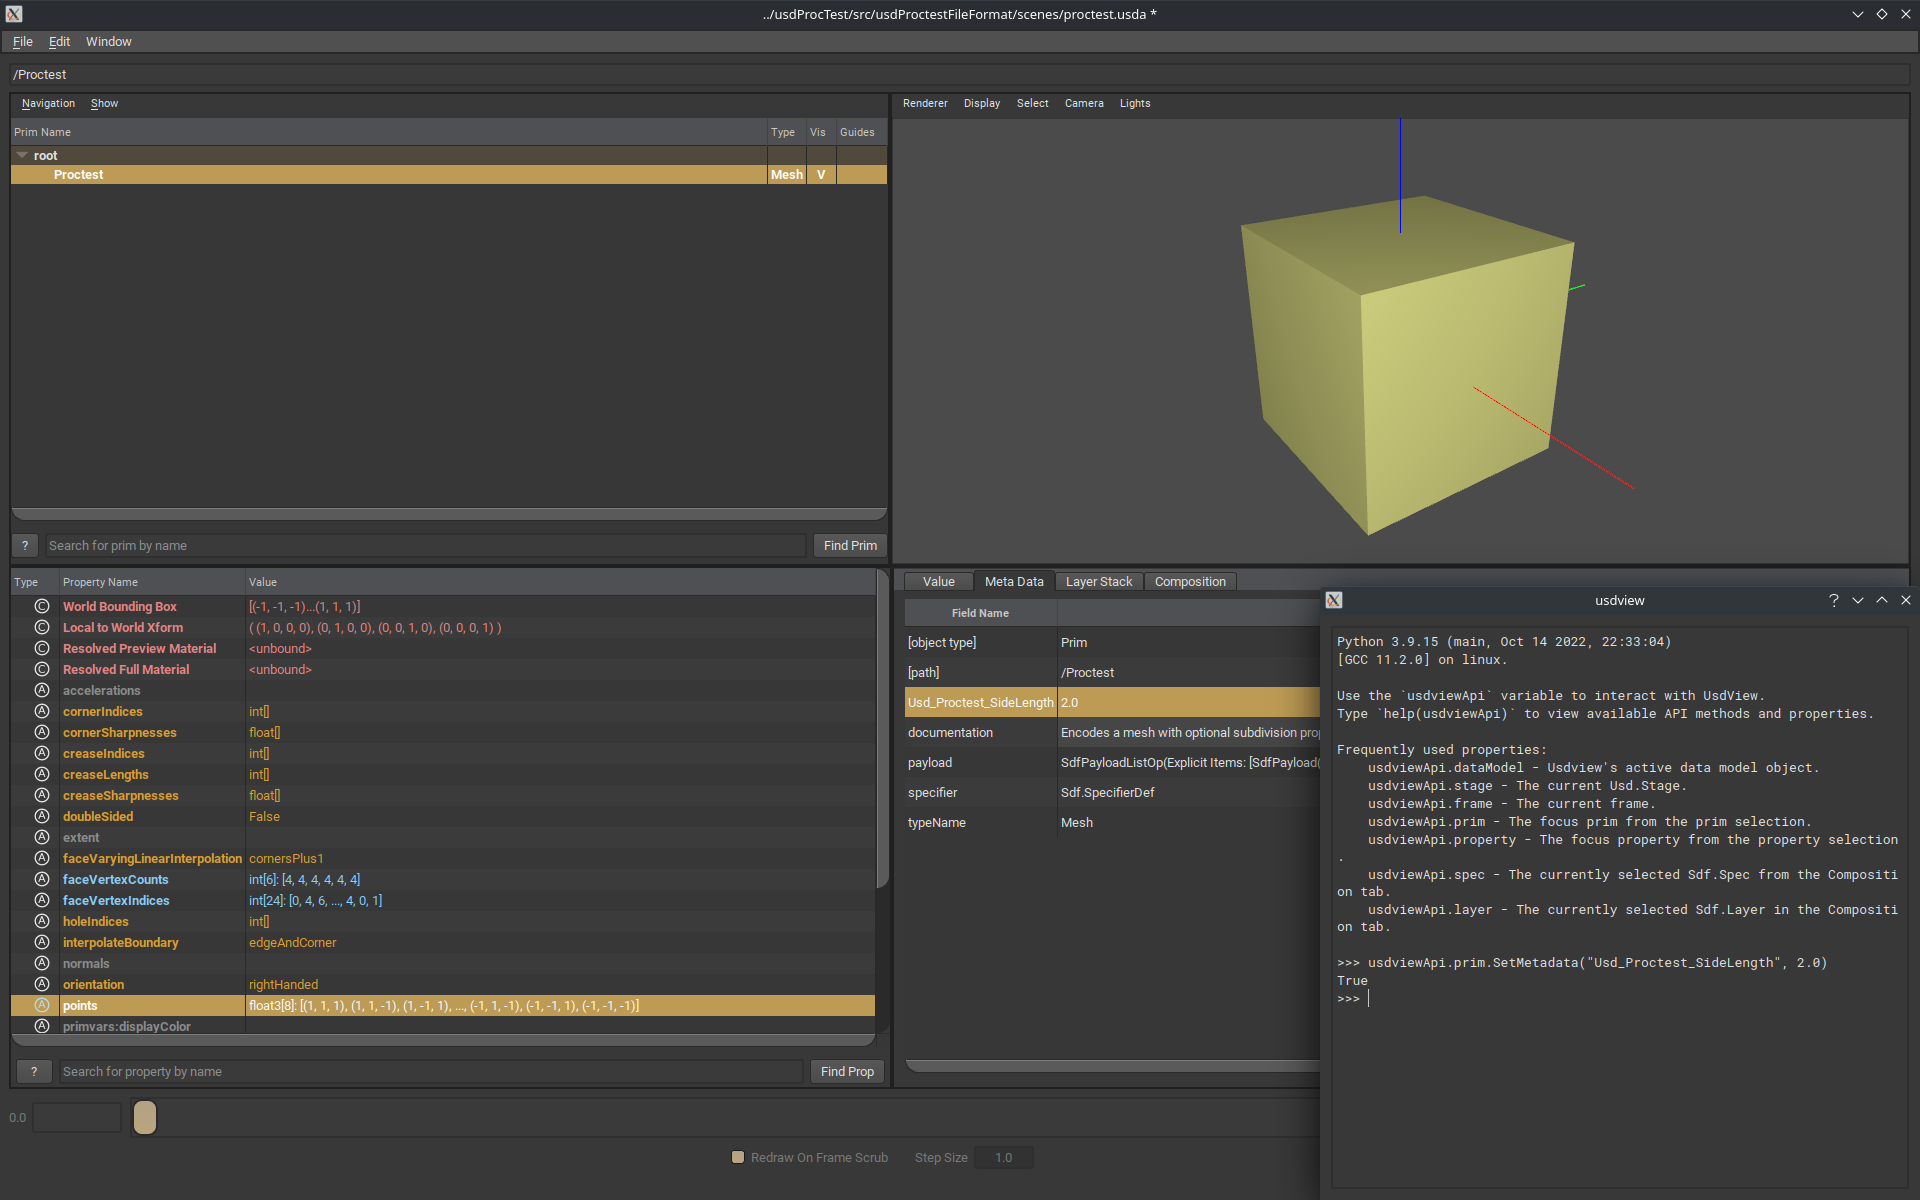 ../usdProcTest/src/usdProctestFileFormat/scenes/proctest.usda *
File Edit Window
/Proctest
Navigation Show
Prim Name Type Vis Guides
root
Proctest Mesh V
? Search for prim by name Find Prim
Renderer Display Select Camera Lights
Type Property Name Value
C World Bounding Box [(-1, -1, -1)...(1, 1, 1)]
C Local to World Xform ( (1, 0, 0, 0), (0, 1, 0, 0), (0, 0, 1, 0), (0, 0, 0, 1) )
C Resolved Preview Material <unbound>
C Resolved Full Material <unbound>
A accelerations
A cornerIndices int[]
A cornerSharpnesses float[]
A creaseIndices int[]
A creaseLengths int[]
A creaseSharpnesses float[]
A doubleSided False
A extent
A faceVaryingLinearInterpolation cornersPlus1
A faceVertexCounts int[6]: [4, 4, 4, 4, 4, 4]
A faceVertexIndices int[24]: [0, 4, 6, ..., 4, 0, 1]
A holeIndices int[]
A interpolateBoundary edgeAndCorner
A normals
A orientation rightHanded
A points float3[8]: [(1, 1, 1), (1, 1, -1), (1, -1, 1), ..., (-1, 1, -1), (-1, -1, 1), (-1, -1, -1)]
A primvars:displayColor
? Search for property by name Find Prop
Value Meta Data Layer Stack Composition
Field Name
[object type] Prim
[path] /Proctest
Usd_Proctest_SideLength 2.0
documentation Encodes a mesh with optional subdivision pro
payload SdfPayloadListOp(Explicit Items: [SdfPayload(
specifier Sdf.SpecifierDef
typeName Mesh
usdview
?
Python 3.9.15 (main, Oct 14 2022, 22:33:04)
[GCC 11.2.0] on linux.
Use the `usdviewApi` variable to interact with UsdView.
Type `help(usdviewApi)` to view available API methods and properties.
Frequently used properties:
usdviewApi.dataModel - Usdview's active data model object.
usdviewApi.stage - The current Usd.Stage.
usdviewApi.frame - The current frame.
usdviewApi.prim - The focus prim from the prim selection.
usdviewApi.property - The focus property from the property selection
.
usdviewApi.spec - The currently selected Sdf.Spec from the Compositi
on tab.
usdviewApi.layer - The currently selected Sdf.Layer in the Compositi
on tab.
>>> usdviewApi.prim.SetMetadata("Usd_Proctest_SideLength", 2.0)
True
>>>
0.0
Redraw On Frame Scrub Step Size 1.0